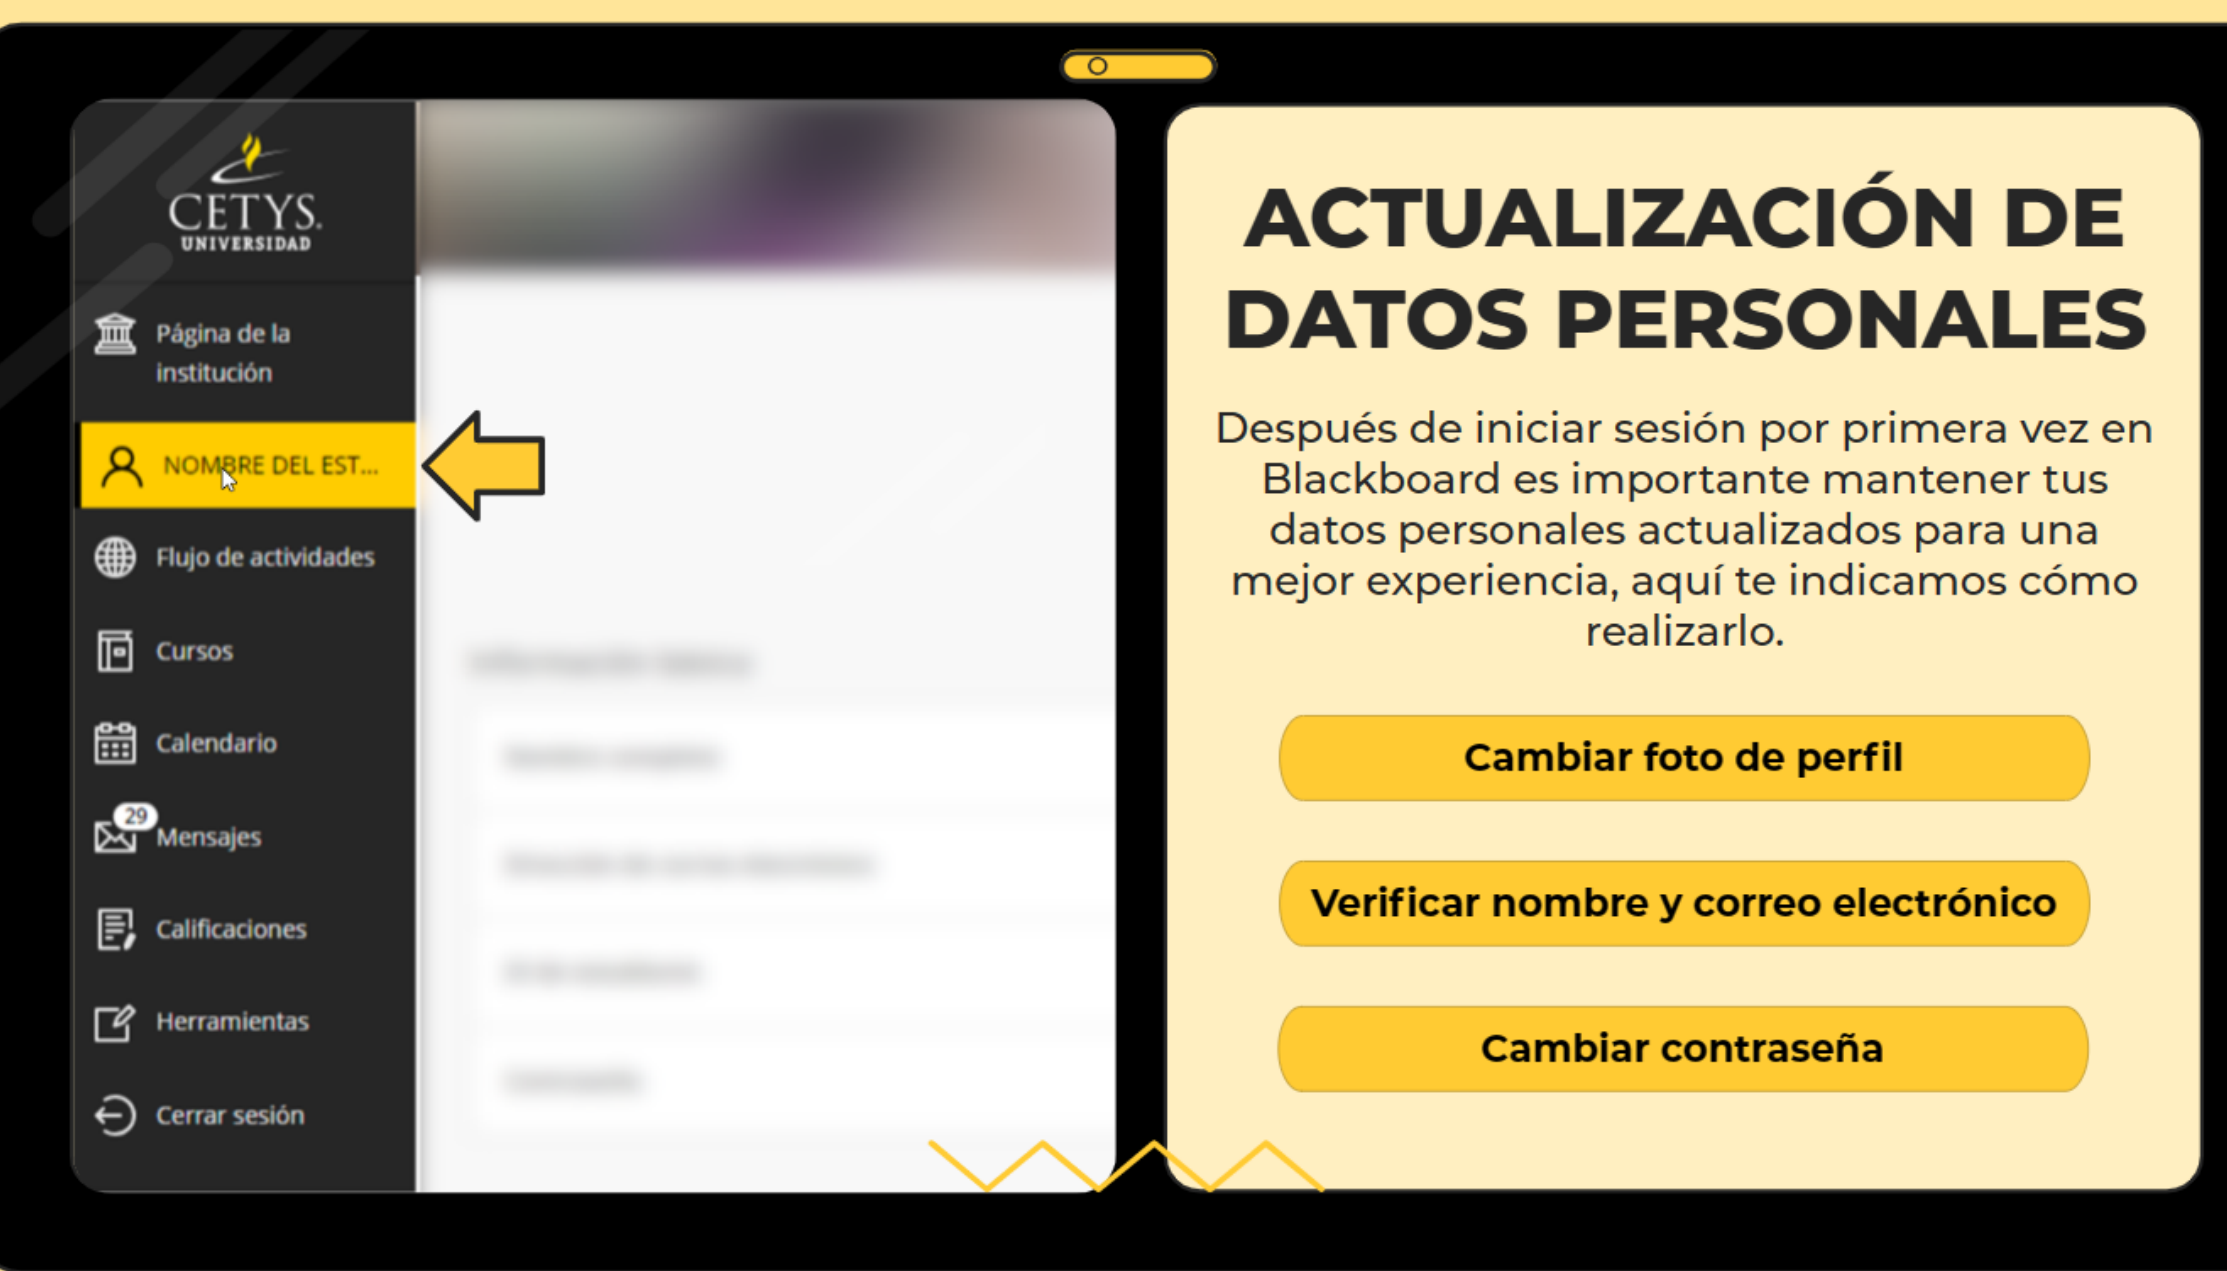 CETYS.
UNIVERSIDAD
Página de la
institución
NOMBRE DEL EST...
Flujo de actividades
Cursos
Calendario
29
Mensajes
Calificaciones
Herramientas
Cerrar sesión
ACTUALIZACIÓN DE
DATOS PERSONALES
Después de iniciar sesión por primera vez en
Blackboard es importante mantener tus
datos personales actualizados para una
mejor experiencia, aquí te indicamos cómo
realizarlo.
Cambiar foto de perfil
Verificar nombre y correo electrónico
Cambiar contraseña